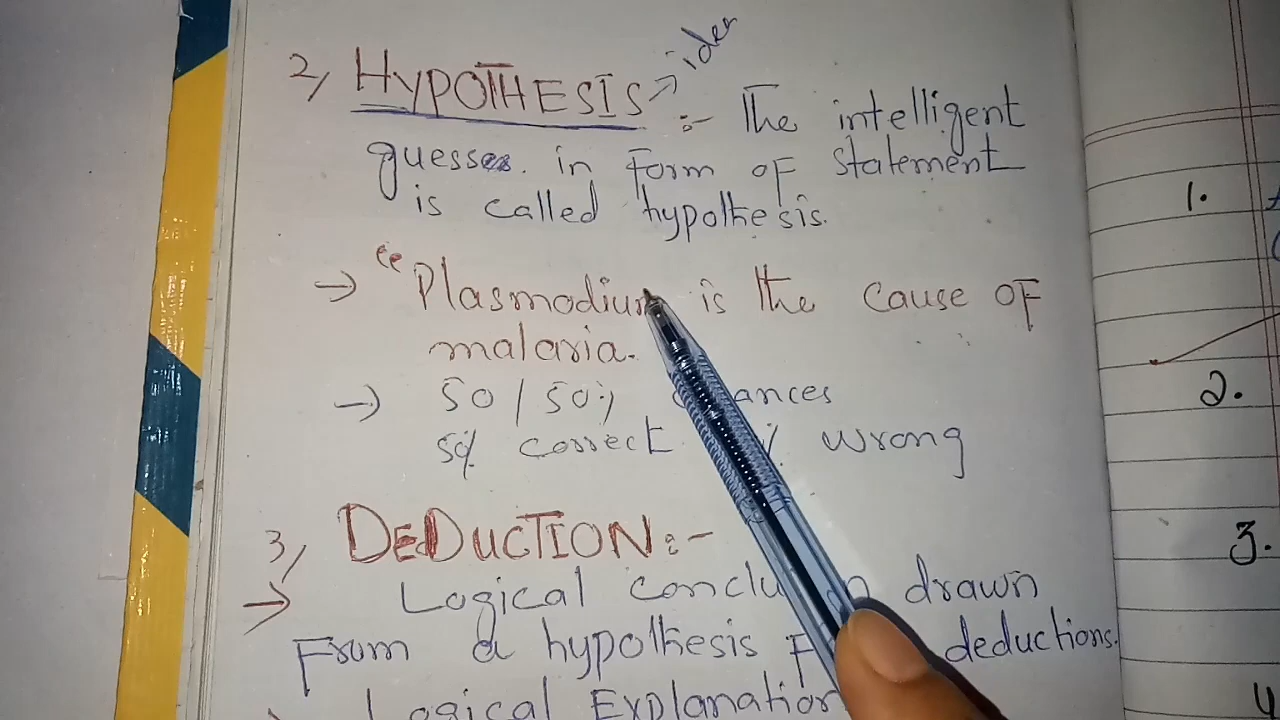 2, HYPOTHESIS → idea
:- The intelligent
guesses. in form of statement
is called hypothesis.
→ "Plasmodium is the cause of
malaria.
→ 50/50% chances
50% correct % wrong
3, DEDUCTION:-
→ Logical conclu n drawn
From a hypothesis F deductions.
Logical Explanation
1.
2.
3.
4